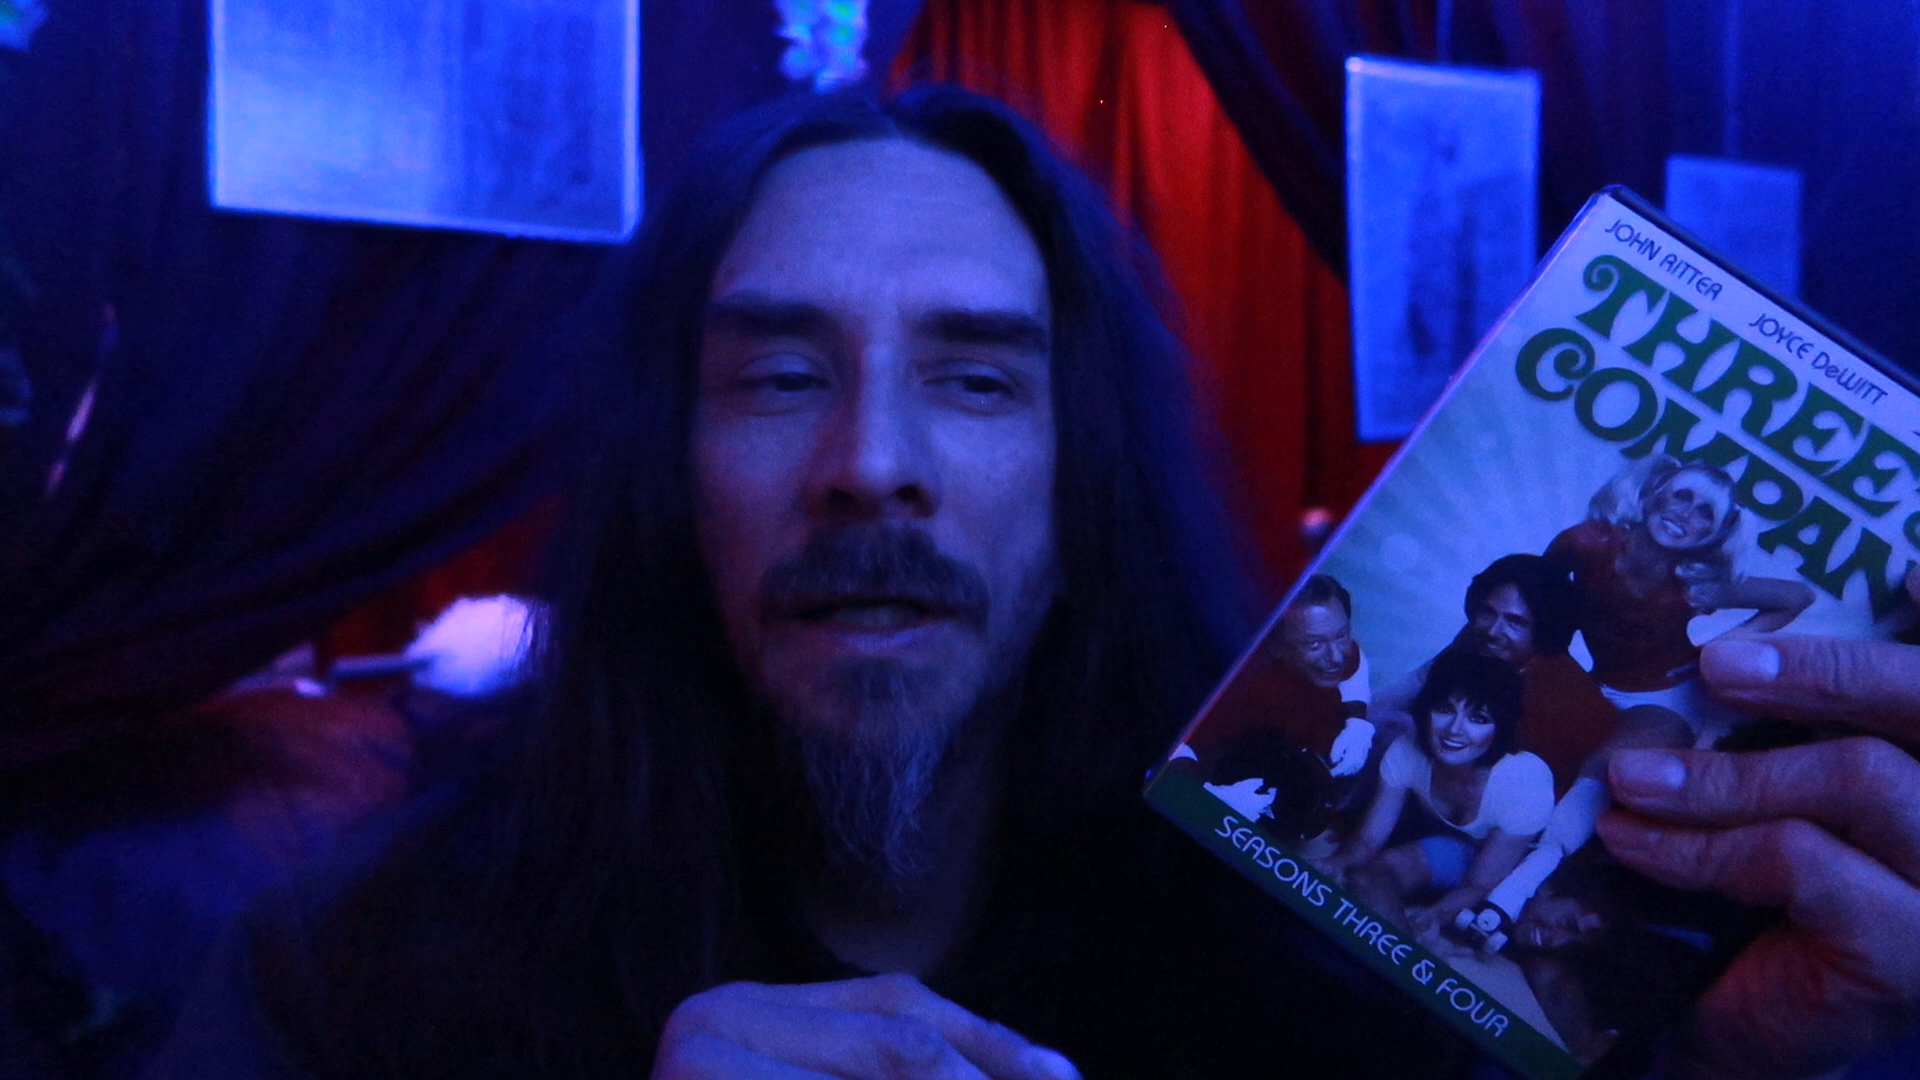 JOHN RITTER
JOYCE DeWITT
THREE'S
COMPAN
SEASONS THREE & FOUR